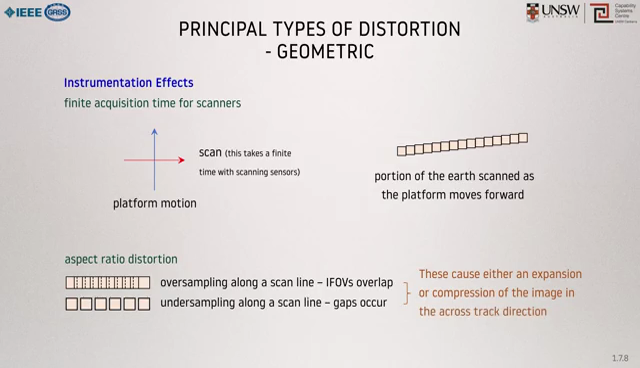 IEEE GRSS
UNSW
AUSTRALIA
Capability
Systems
Centre
UNSW Canberra
PRINCIPAL TYPES OF DISTORTION
- GEOMETRIC
Instrumentation Effects
finite acquisition time for scanners
scan (this takes a finite
time with scanning sensors)
platform motion
portion of the earth scanned as
the platform moves forward
aspect ratio distortion
oversampling along a scan line – IFOVs overlap
undersampling along a scan line – gaps occur
These cause either an expansion
or compression of the image in
the across track direction
1.7.8